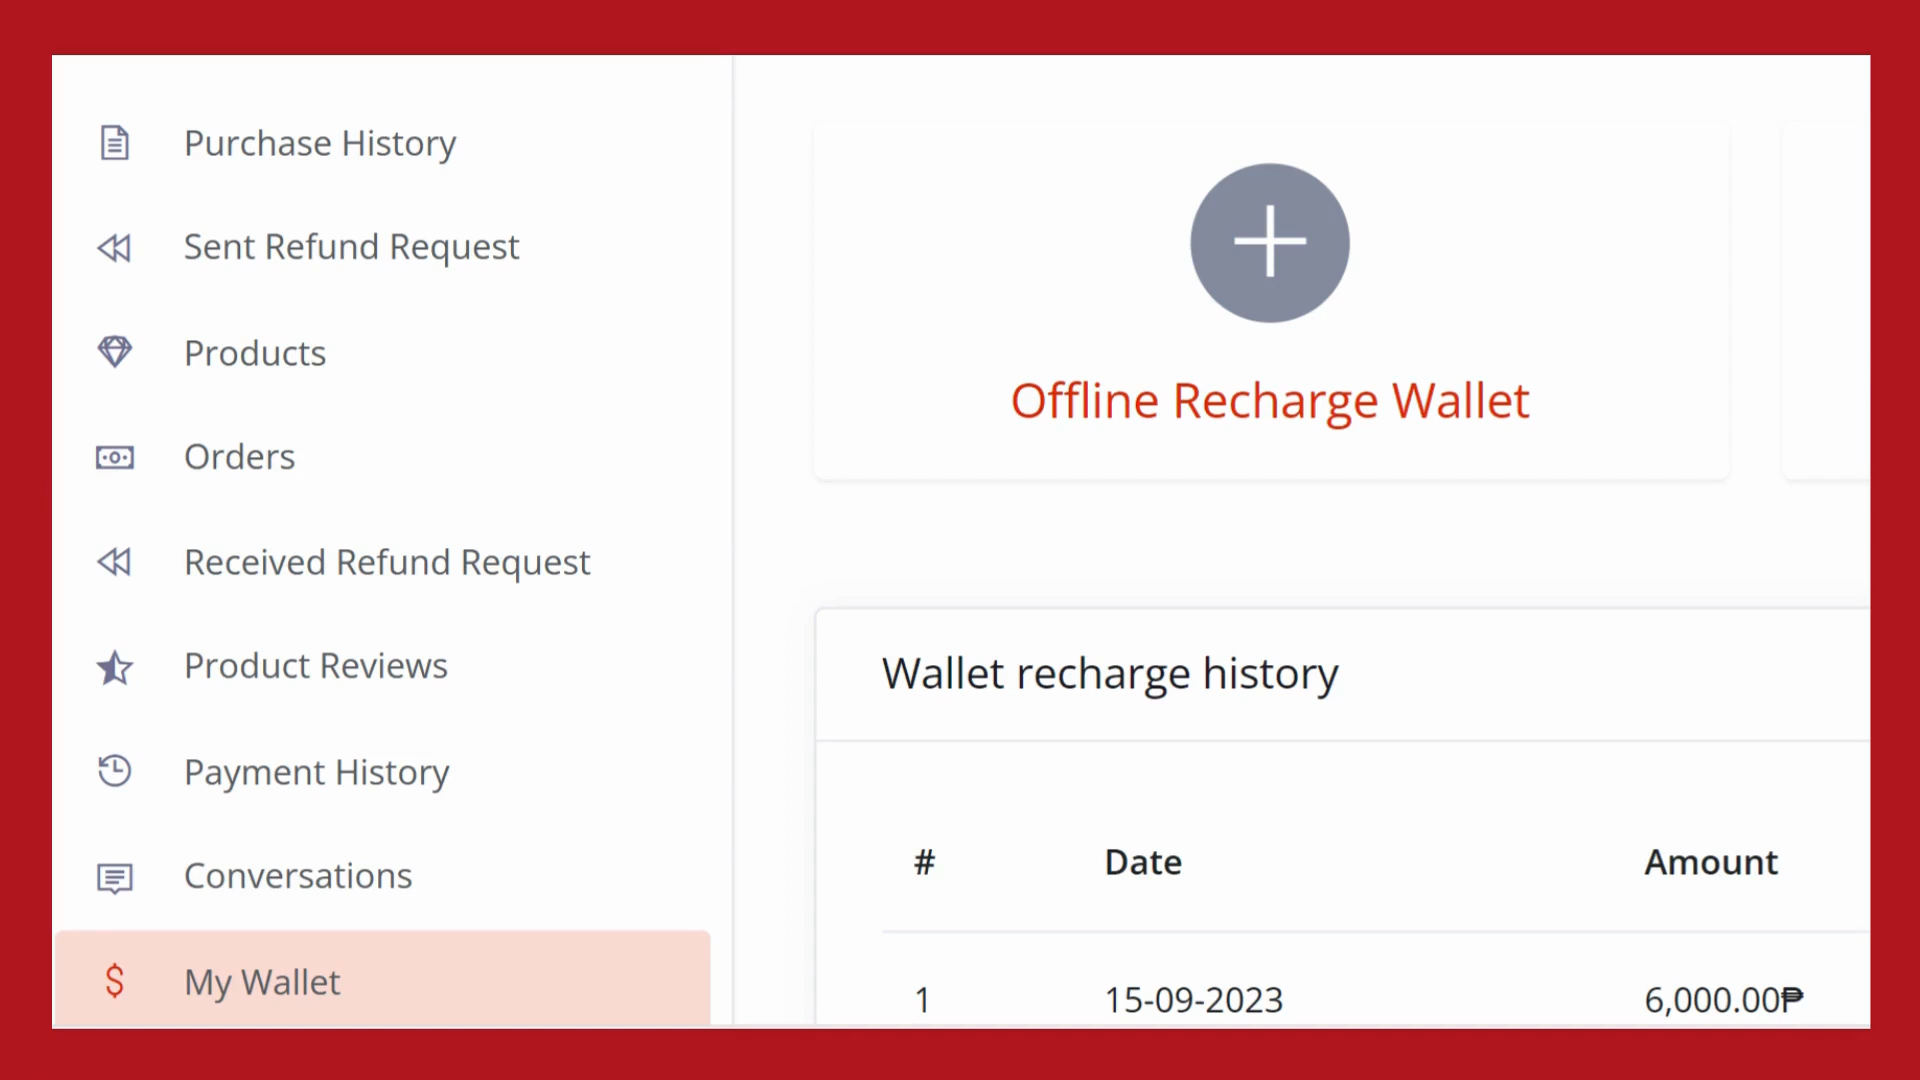 Purchase History
Sent Refund Request
Products
Orders
Received Refund Request
Product Reviews
Payment History
Conversations
$ My Wallet
Offline Recharge Wallet
Wallet recharge history
# Date Amount
1 15-09-2023 6,000.00₱